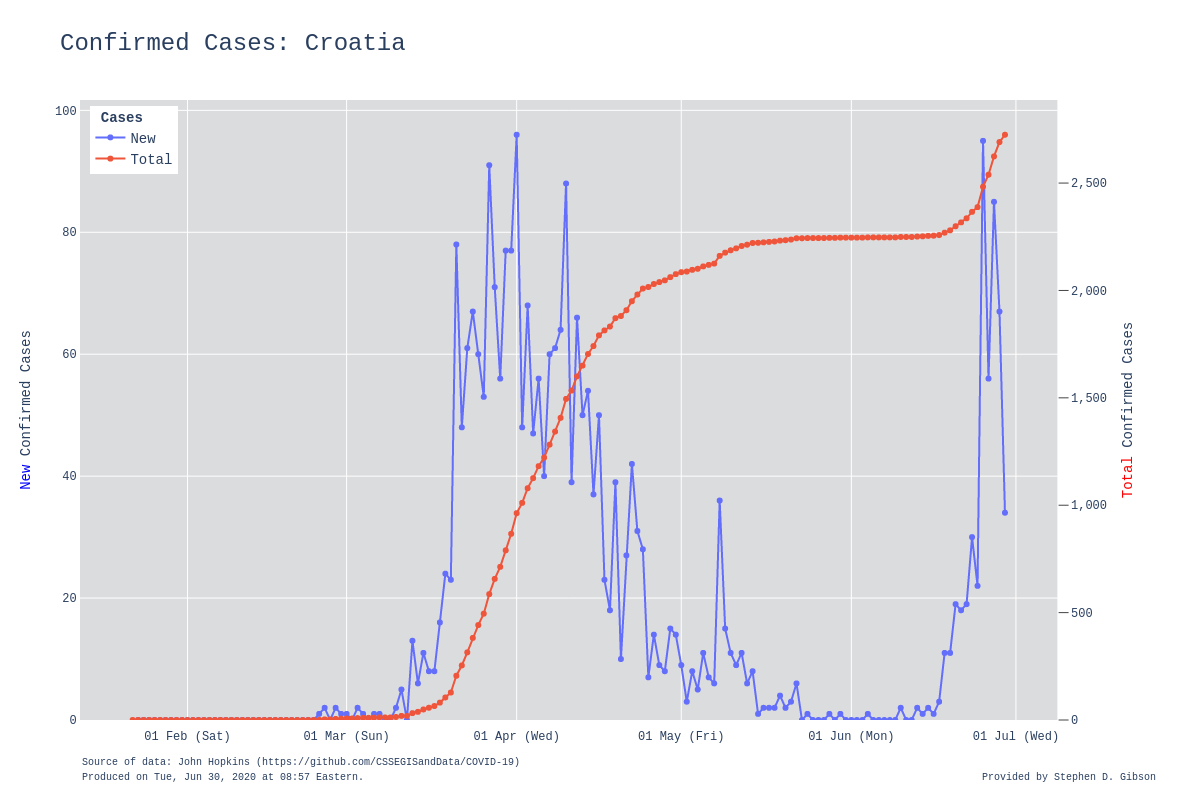 Confirmed Cases: Croatia
Cases
New
Total
100
80
60
40
20
0
2,500
2,000
1,500
1,000
500
0
New Confirmed Cases
Total Confirmed Cases
01 Feb (Sat)
01 Mar (Sun)
01 Apr (Wed)
01 May (Fri)
01 Jun (Mon)
01 Jul (Wed)
Source of data: John Hopkins (https://github.com/CSSEGISandData/COVID-19)
Produced on Tue, Jun 30, 2020 at 08:57 Eastern.
Provided by Stephen D. Gibson